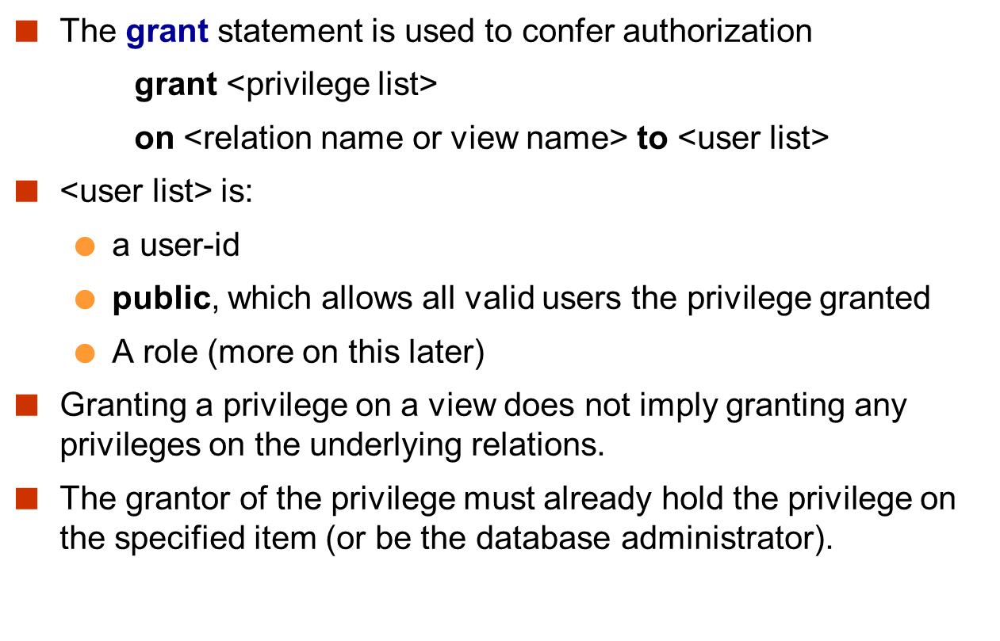 The grant statement is used to confer authorization
grant <privilege list>
on <relation name or view name> to <user list>
<user list> is:
a user-id
public, which allows all valid users the privilege granted
A role (more on this later)
Granting a privilege on a view does not imply granting any
privileges on the underlying relations.
The grantor of the privilege must already hold the privilege on
the specified item (or be the database administrator).